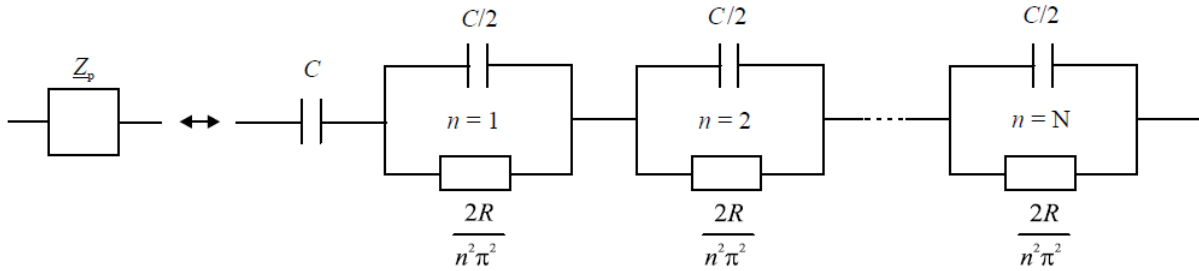 Z_p
C
C/2
n = 1
2R
n²π²
C/2
n = 2
2R
n²π²
C/2
n = N
2R
n²π²